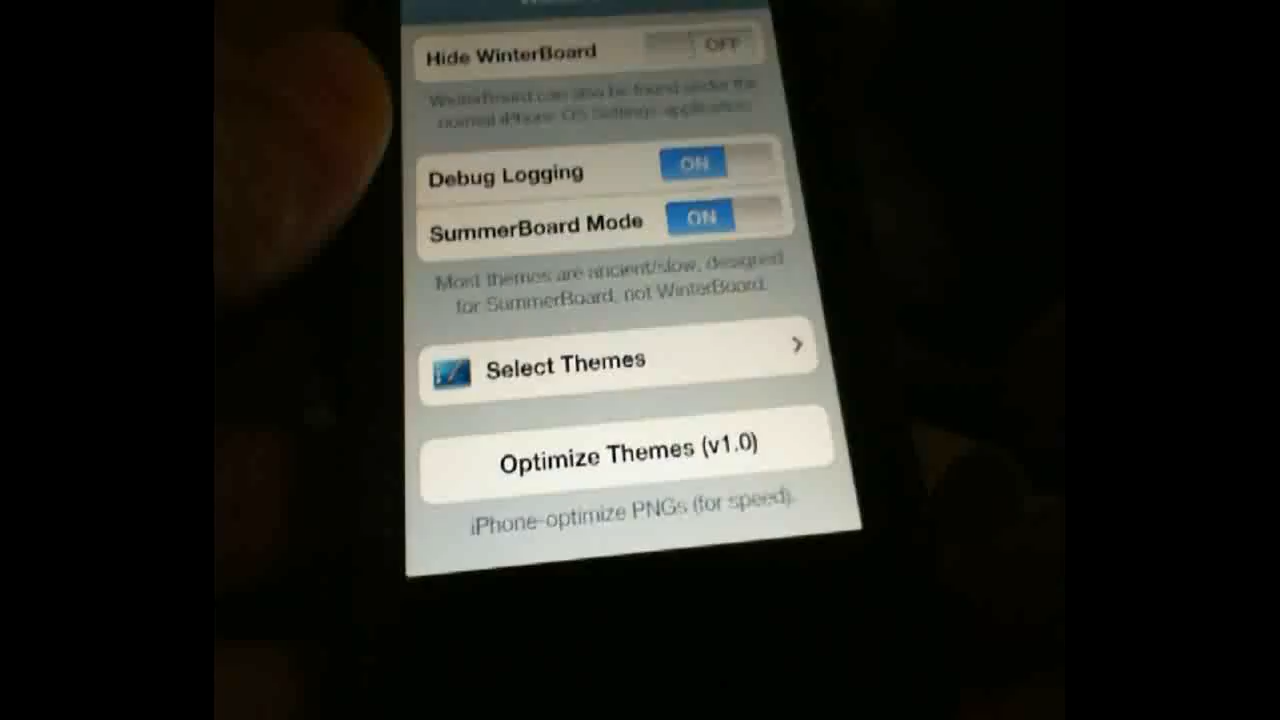 Hide WinterBoard OFF
WinterBoard can also be found under the
normal iPhone OS Settings application.
Debug Logging ON
SummerBoard Mode ON
Most themes are ancient/slow, designed
for SummerBoard, not WinterBoard.
Select Themes
Optimize Themes (v1.0)
iPhone-optimize PNGs (for speed).